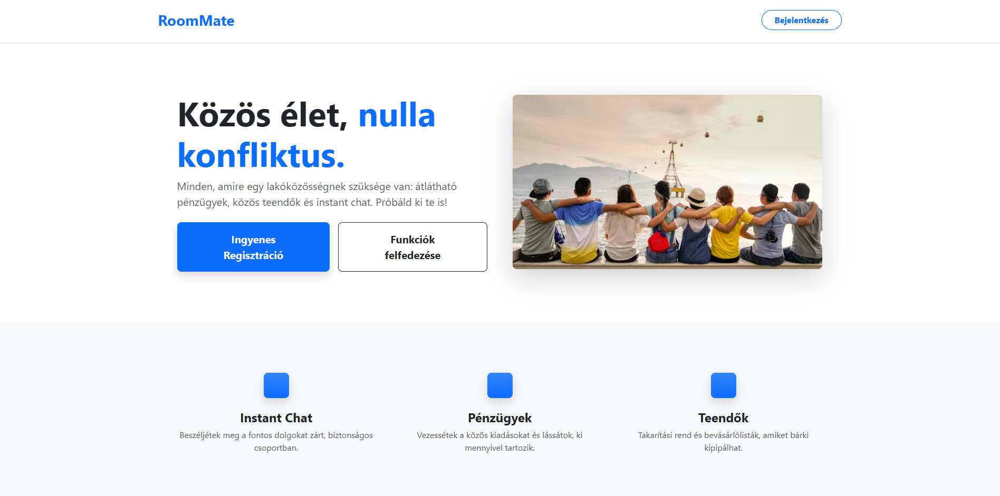 RoomMate
Bejelentkezés
Közös élet, nulla
konfliktus.
Minden, amire egy lakóközösségnek szüksége van: átlátható
pénzügyek, közös teendők és instant chat. Próbáld ki te is!
Ingyenes
Regisztráció
Funkciók
felfedezése
Instant Chat
Beszéljétek meg a fontos dolgokat zárt, biztonságos
csoportban.
Pénzügyek
Vezessétek a közös kiadásokat és lássátok, ki
mennyivel tartozik.
Teendők
Takarítási rend és bevásárlólisták, amiket bárki
kipipálhat.